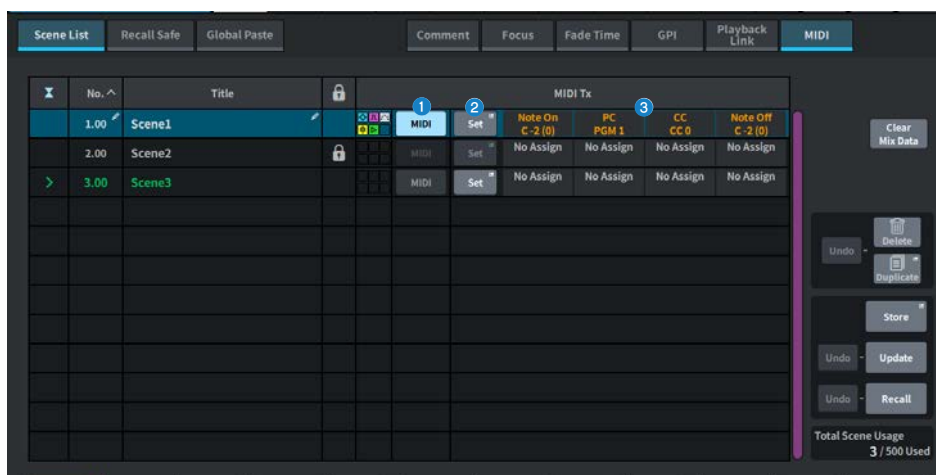 Scene List
Recall Safe
Global Paste
Comment
Focus
Fade Time
GPI
Playback
Link
MIDI
No.
Title
MIDI Tx
1
2
3
1.00
Scene1
MIDI
Set
Note On
C -2 (0)
PC
PGM 1
CC
CC 0
Note Off
C -2 (0)
2.00
Scene2
MIDI
Set
No Assign
No Assign
No Assign
No Assign
3.00
Scene3
MIDI
Set
No Assign
No Assign
No Assign
No Assign
Clear
Mix Data
Undo
Delete
Duplicate
Store
Undo
Update
Undo
Recall
Total Scene Usage
3 / 500 Used